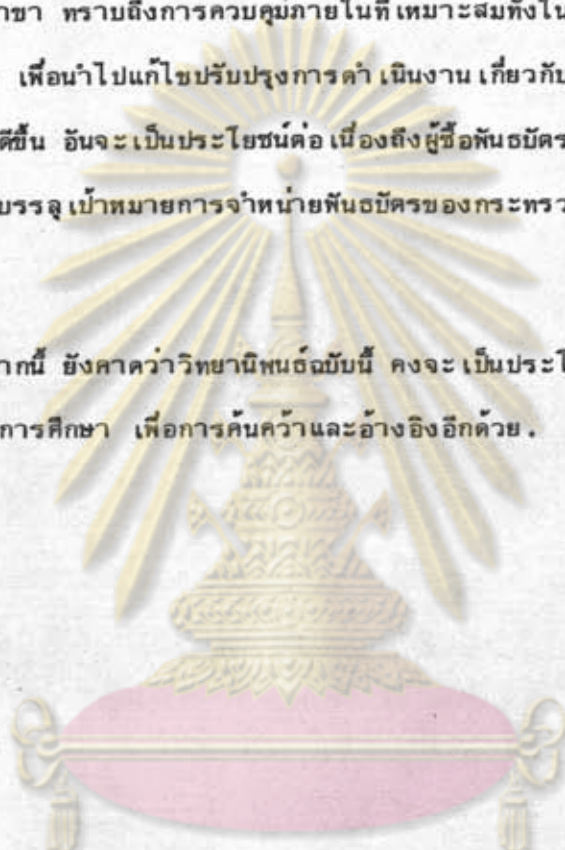 าขา ทราบถึงการควบคุมภายในที่เหมาะสมทั้งใน
เพื่อนำไปแก้ไขปรับปรุงการดำเนินงานเกี่ยวกับ
ดีขึ้น อันจะเป็นประโยชน์ต่อเนื่องถึงผู้ซื้อพันธบัตร
บรรลุเป้าหมายการจำหน่ายพันธบัตรของกระทรว
ากนี้ ยังคาดว่าวิทยานิพนธ์ฉบับนี้ คงจะเป็นประโ
การศึกษา เพื่อการค้นคว้าและอ้างอิงอีกด้วย.